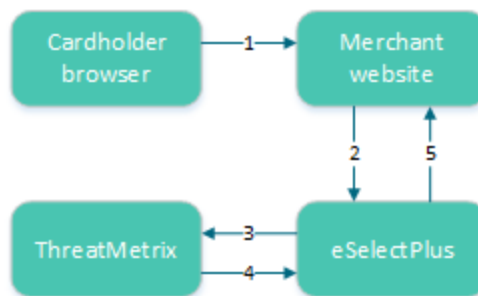 Cardholder
browser
1
Merchant
website
2
5
ThreatMetrix
3
4
eSelectPlus